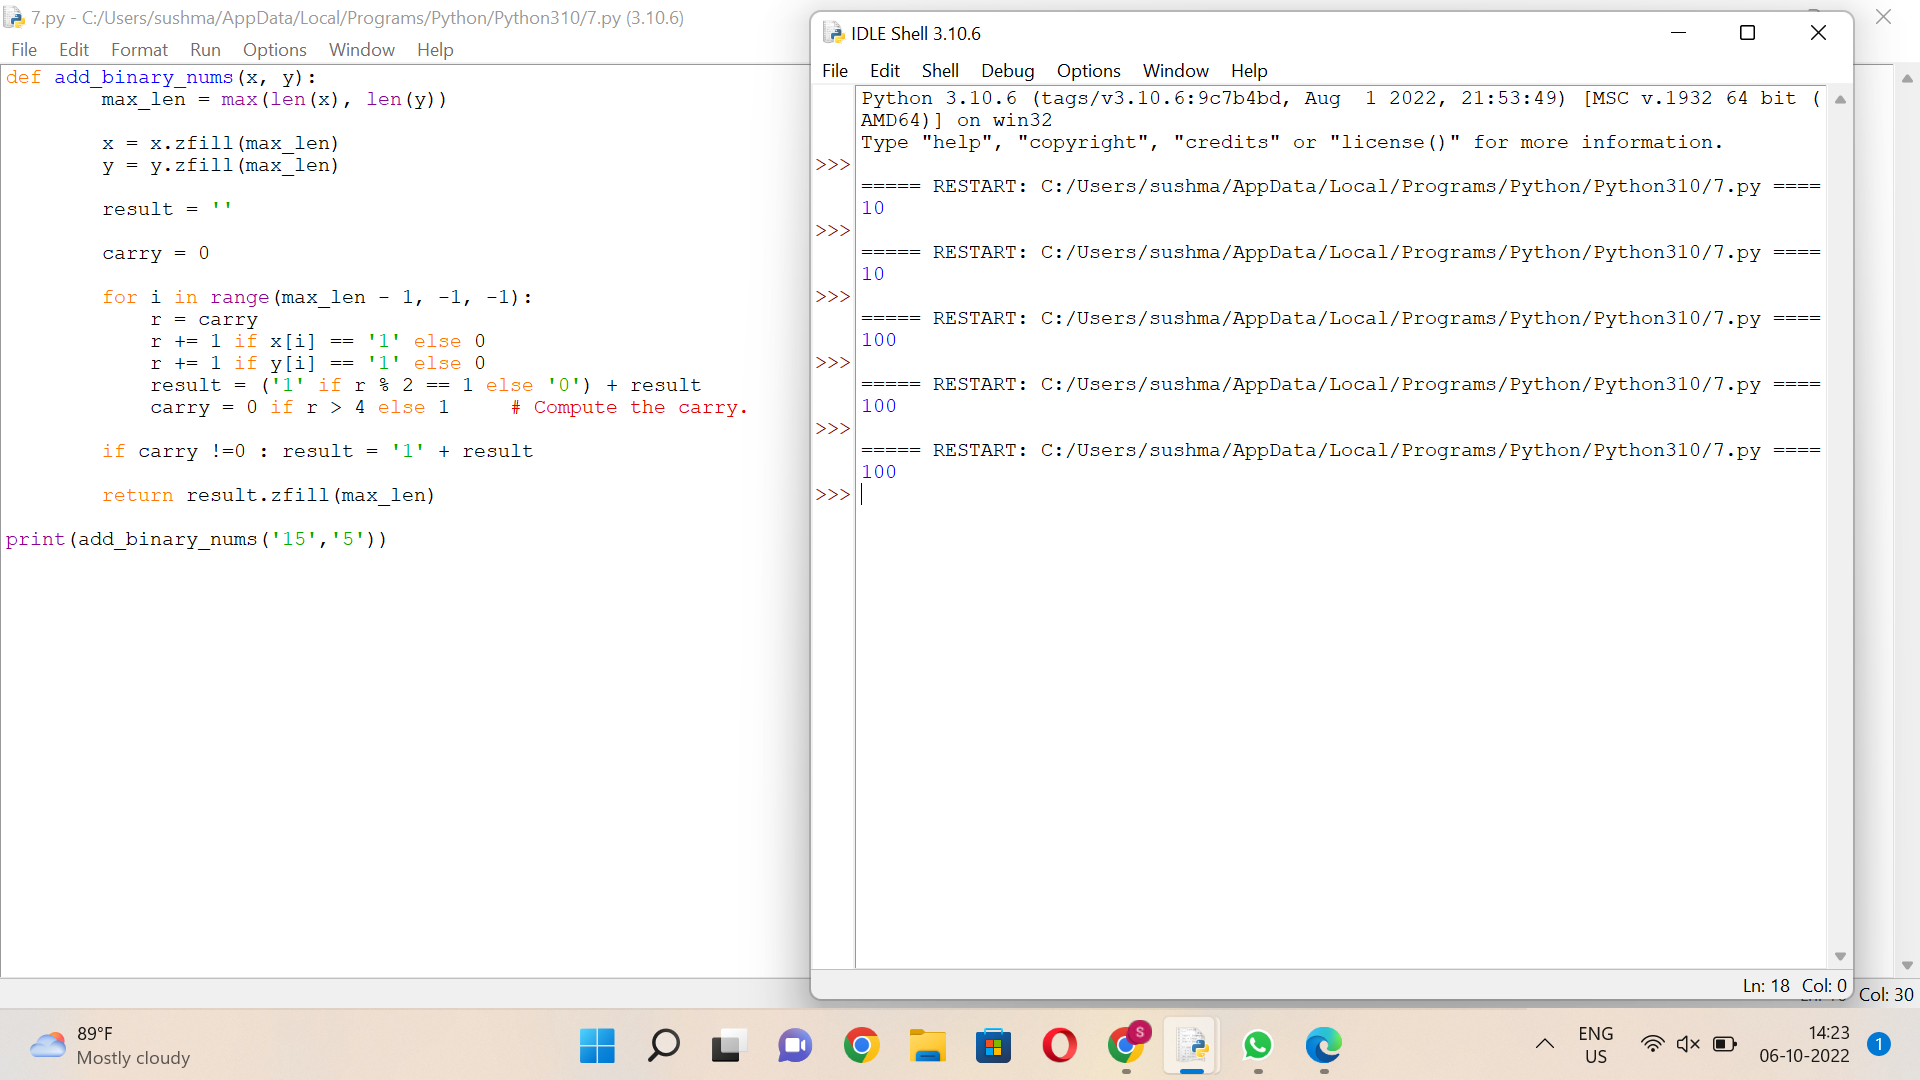 7.py - C:/Users/sushma/AppData/Local/Programs/Python/Python310/7.py (3.10.6)
File Edit Format Run Options Window Help
def add_binary_nums(x, y):
        max_len = max(len(x), len(y))
        x = x.zfill(max_len)
        y = y.zfill(max_len)
        result = ''
        carry = 0
        for i in range(max_len - 1, -1, -1):
            r = carry
            r += 1 if x[i] == '1' else 0
            r += 1 if y[i] == '1' else 0
            result = ('1' if r % 2 == 1 else '0') + result
            carry = 0 if r > 4 else 1     # Compute the carry.
        if carry !=0 : result = '1' + result
        return result.zfill(max_len)
print(add_binary_nums('15','5'))
IDLE Shell 3.10.6
File Edit Shell Debug Options Window Help
Python 3.10.6 (tags/v3.10.6:9c7b4bd, Aug  1 2022, 21:53:49) [MSC v.1932 64 bit (
AMD64)] on win32
Type "help", "copyright", "credits" or "license()" for more information.
>>>
===== RESTART: C:/Users/sushma/AppData/Local/Programs/Python/Python310/7.py ====
10
>>>
===== RESTART: C:/Users/sushma/AppData/Local/Programs/Python/Python310/7.py ====
10
>>>
===== RESTART: C:/Users/sushma/AppData/Local/Programs/Python/Python310/7.py ====
100
>>>
===== RESTART: C:/Users/sushma/AppData/Local/Programs/Python/Python310/7.py ====
100
>>>
===== RESTART: C:/Users/sushma/AppData/Local/Programs/Python/Python310/7.py ====
100
>>>
Ln: 18 Col: 0
Col: 30
89°F
Mostly cloudy
S
ENG
US
14:23
06-10-2022
1